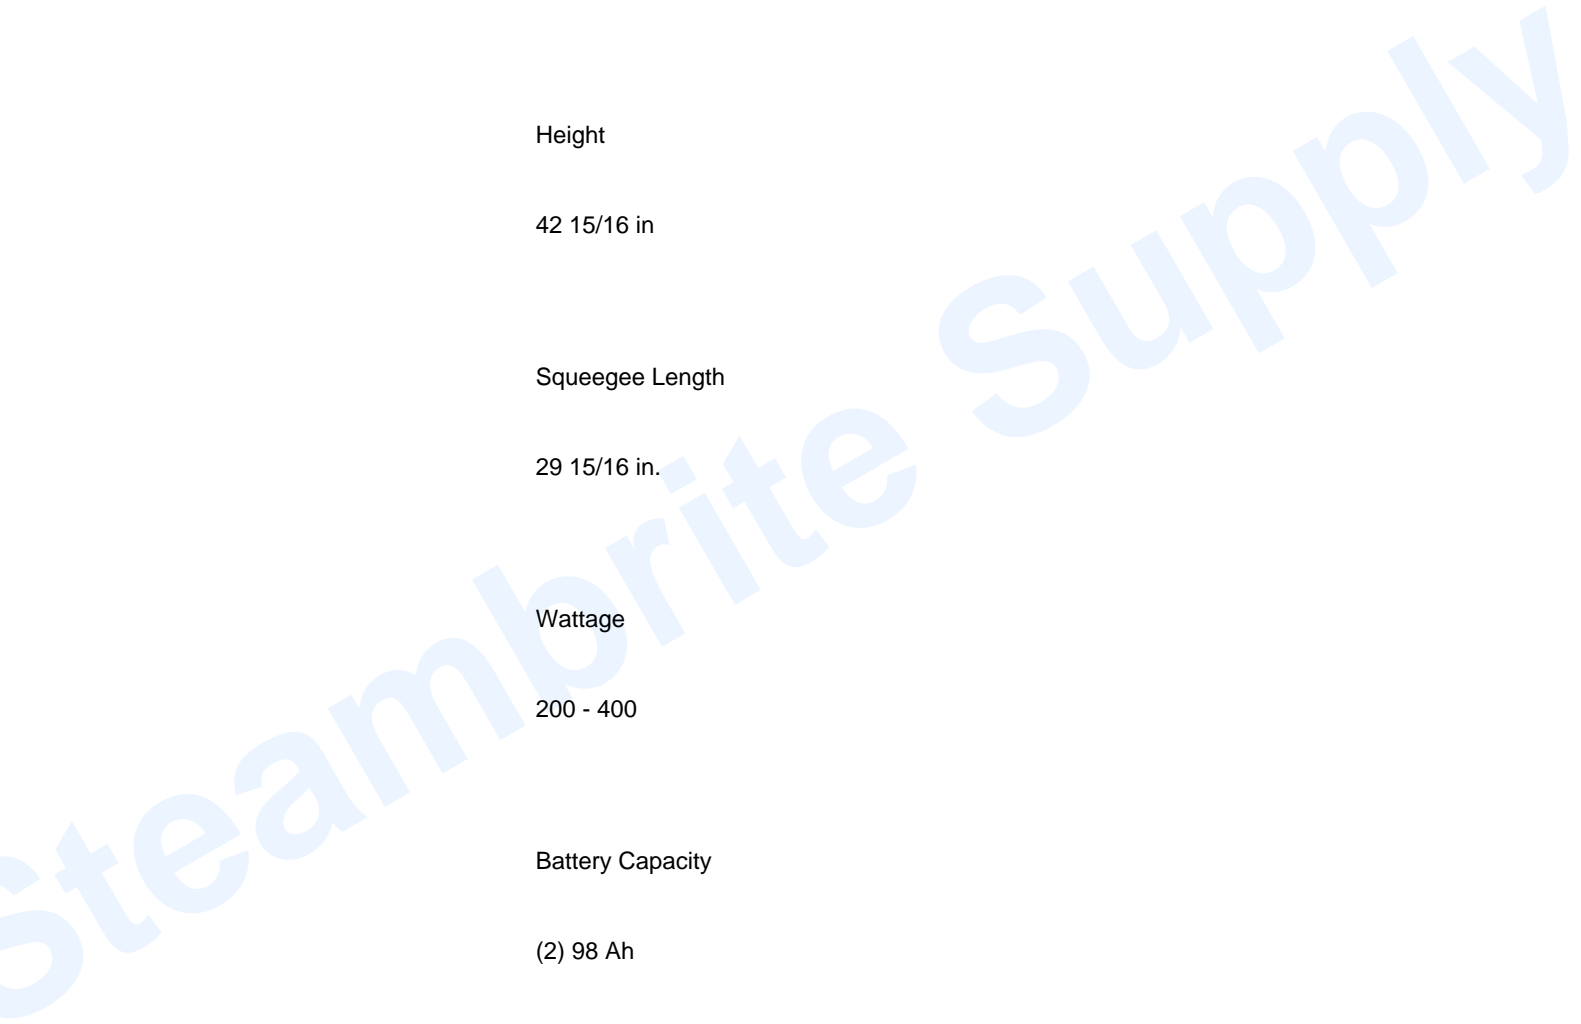 Height
42 15/16 in
Squeegee Length
29 15/16 in.
Wattage
200 - 400
Battery Capacity
(2) 98 Ah
Steambrite Supply